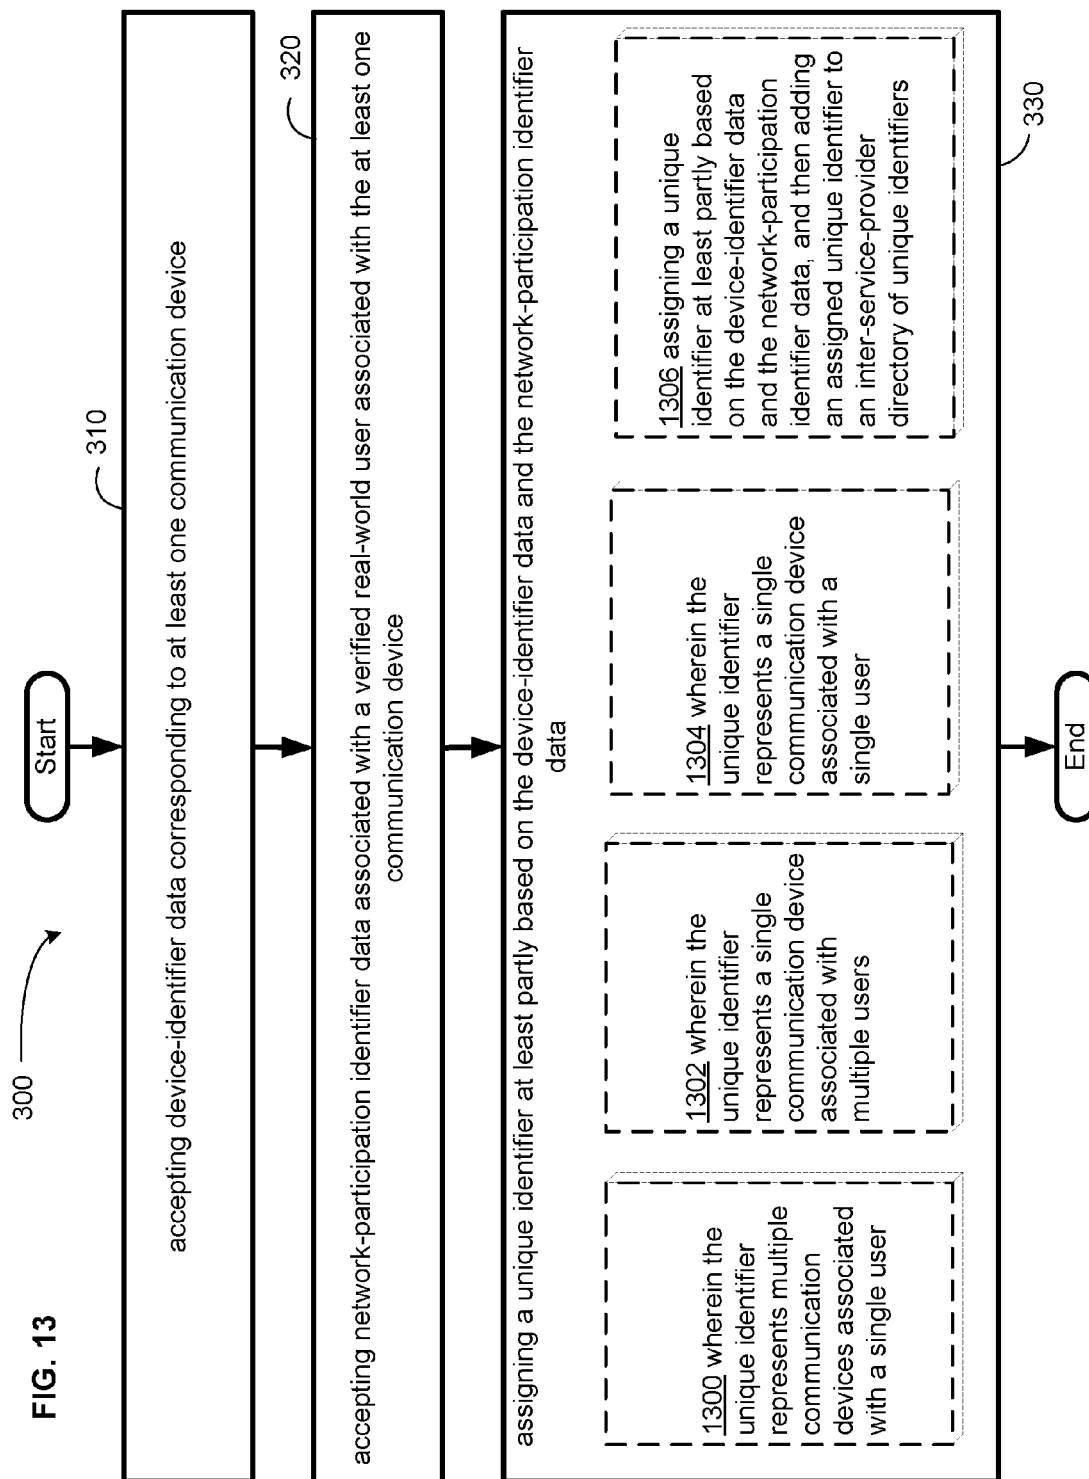 FIG. 13
300
Start
310
accepting device-identifier data corresponding to at least one communication device
320
accepting network-participation identifier data associated with a verified real-world user associated with the at least one
communication device
330
assigning a unique identifier at least partly based on the device-identifier data and the network-participation identifier
data
1300 wherein the
unique identifier
represents multiple
communication
devices associated
with a single user
1302 wherein the
unique identifier
represents a single
communication device
associated with
multiple users
1304 wherein the
unique identifier
represents a single
communication device
associated with a
single user
1306 assigning a unique
identifier at least partly based
on the device-identifier data
and the network-participation
identifier data, and then adding
an assigned unique identifier to
an inter-service-provider
directory of unique identifiers
End